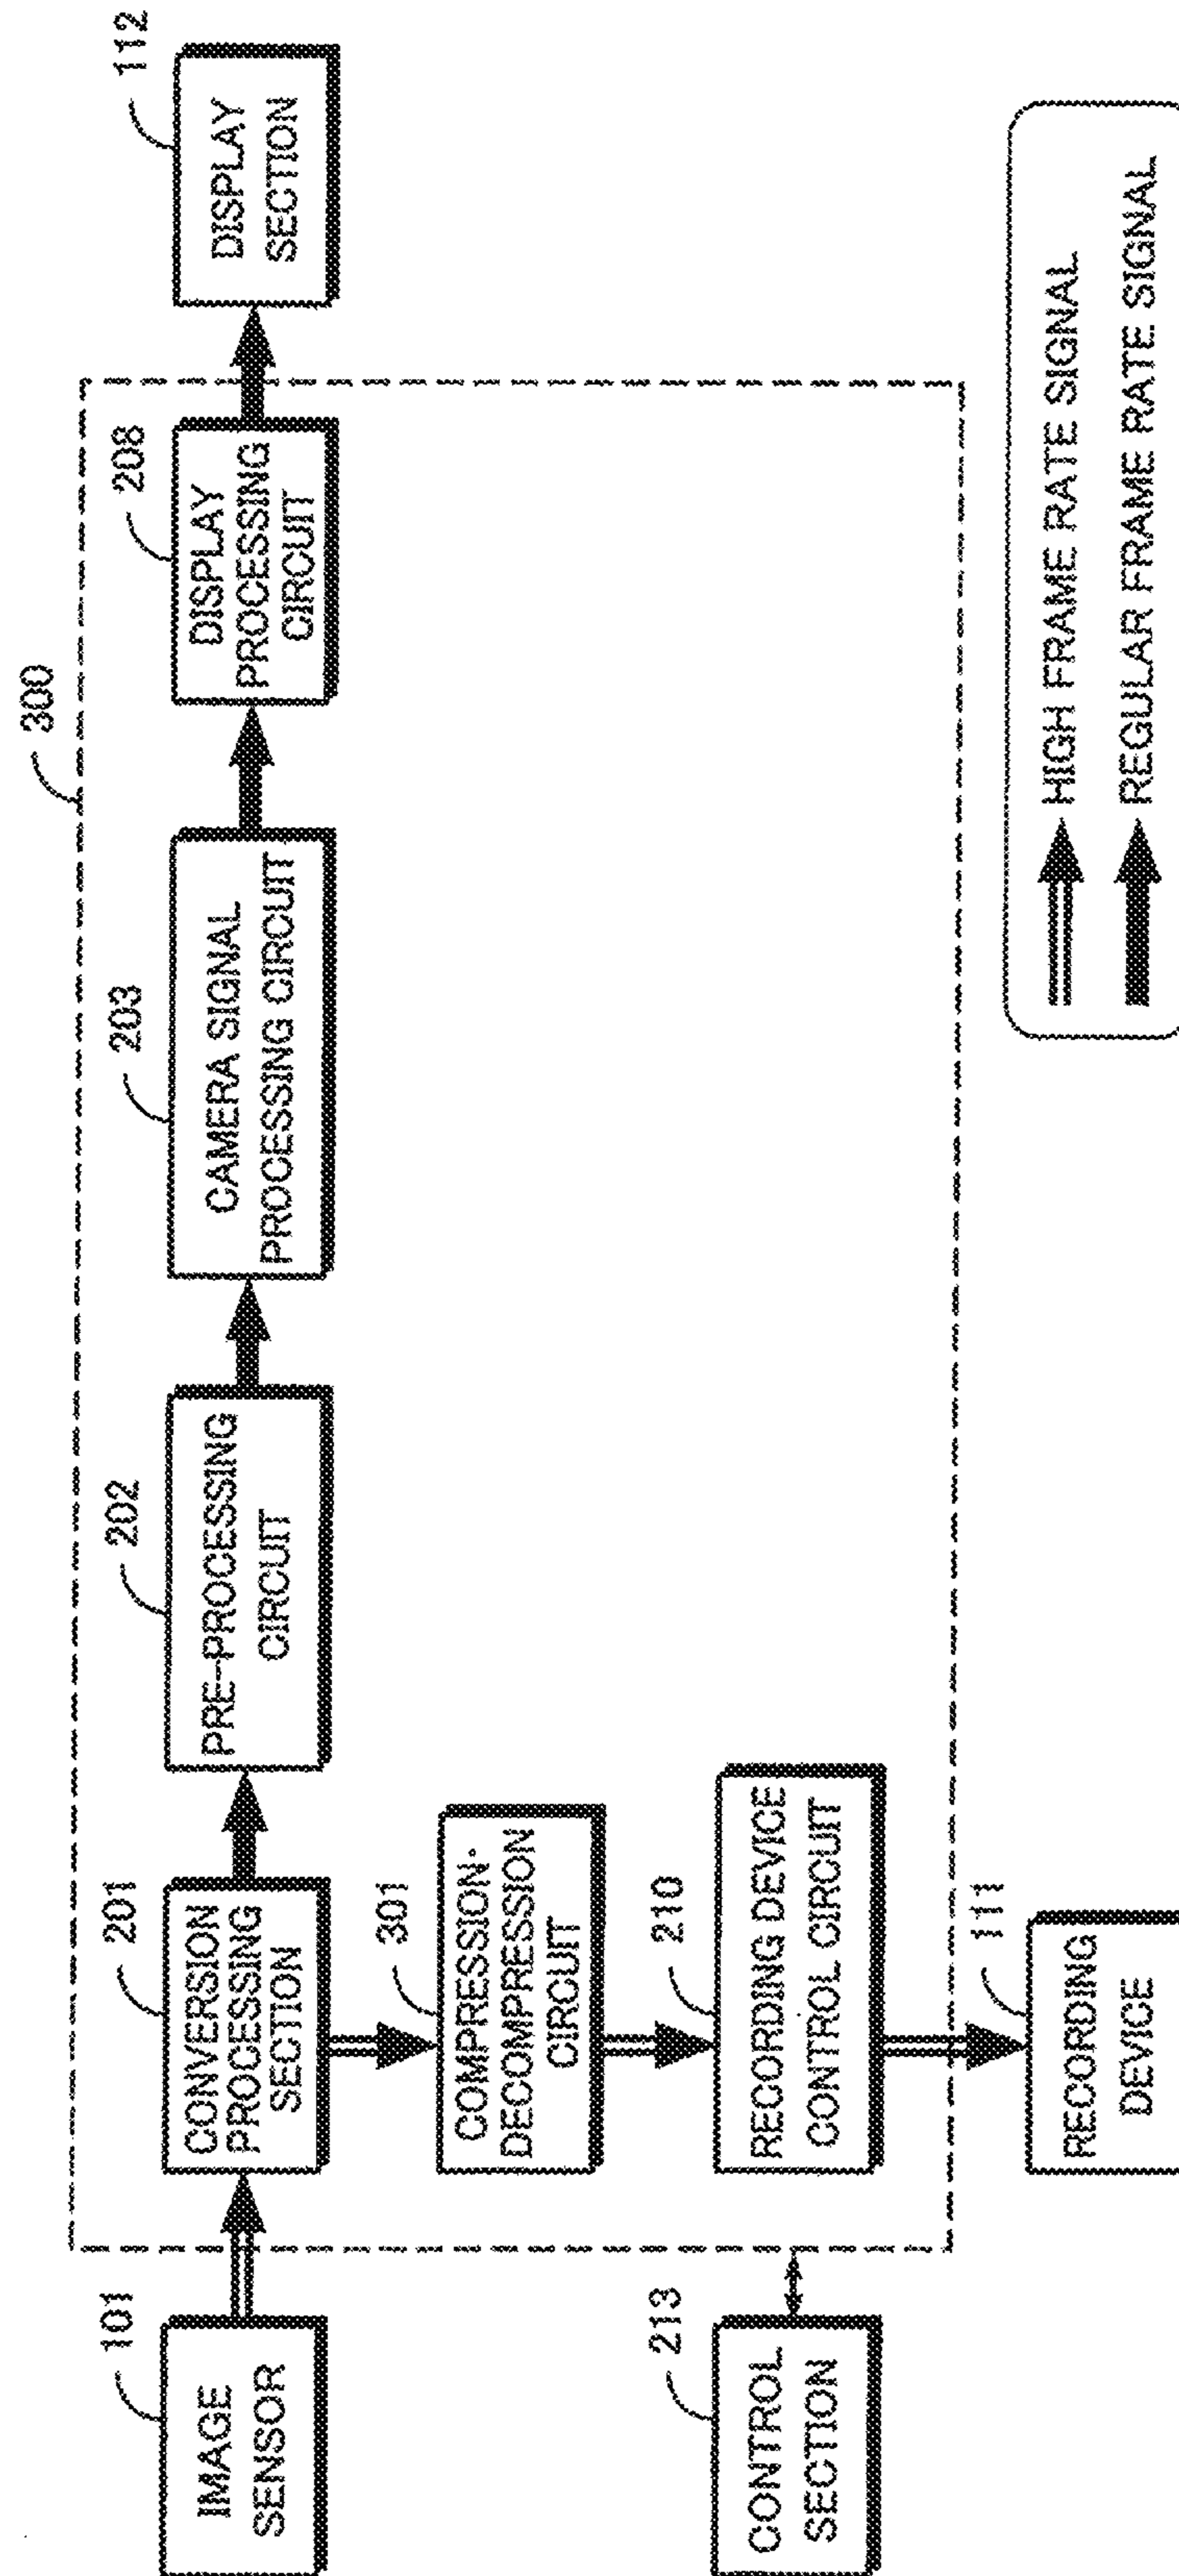 300
101
IMAGE
SENSOR
201
CONVERSION
PROCESSING
SECTION
202
PRE-PROCESSING
CIRCUIT
203
CAMERA SIGNAL
PROCESSING CIRCUIT
208
DISPLAY
PROCESSING
CIRCUIT
112
DISPLAY
SECTION
301
COMPRESSION·
DECOMPRESSION
CIRCUIT
213
CONTROL
SECTION
210
RECORDING DEVICE
CONTROL CIRCUIT
111
RECORDING
DEVICE
HIGH FRAME RATE SIGNAL
REGULAR FRAME RATE SIGNAL